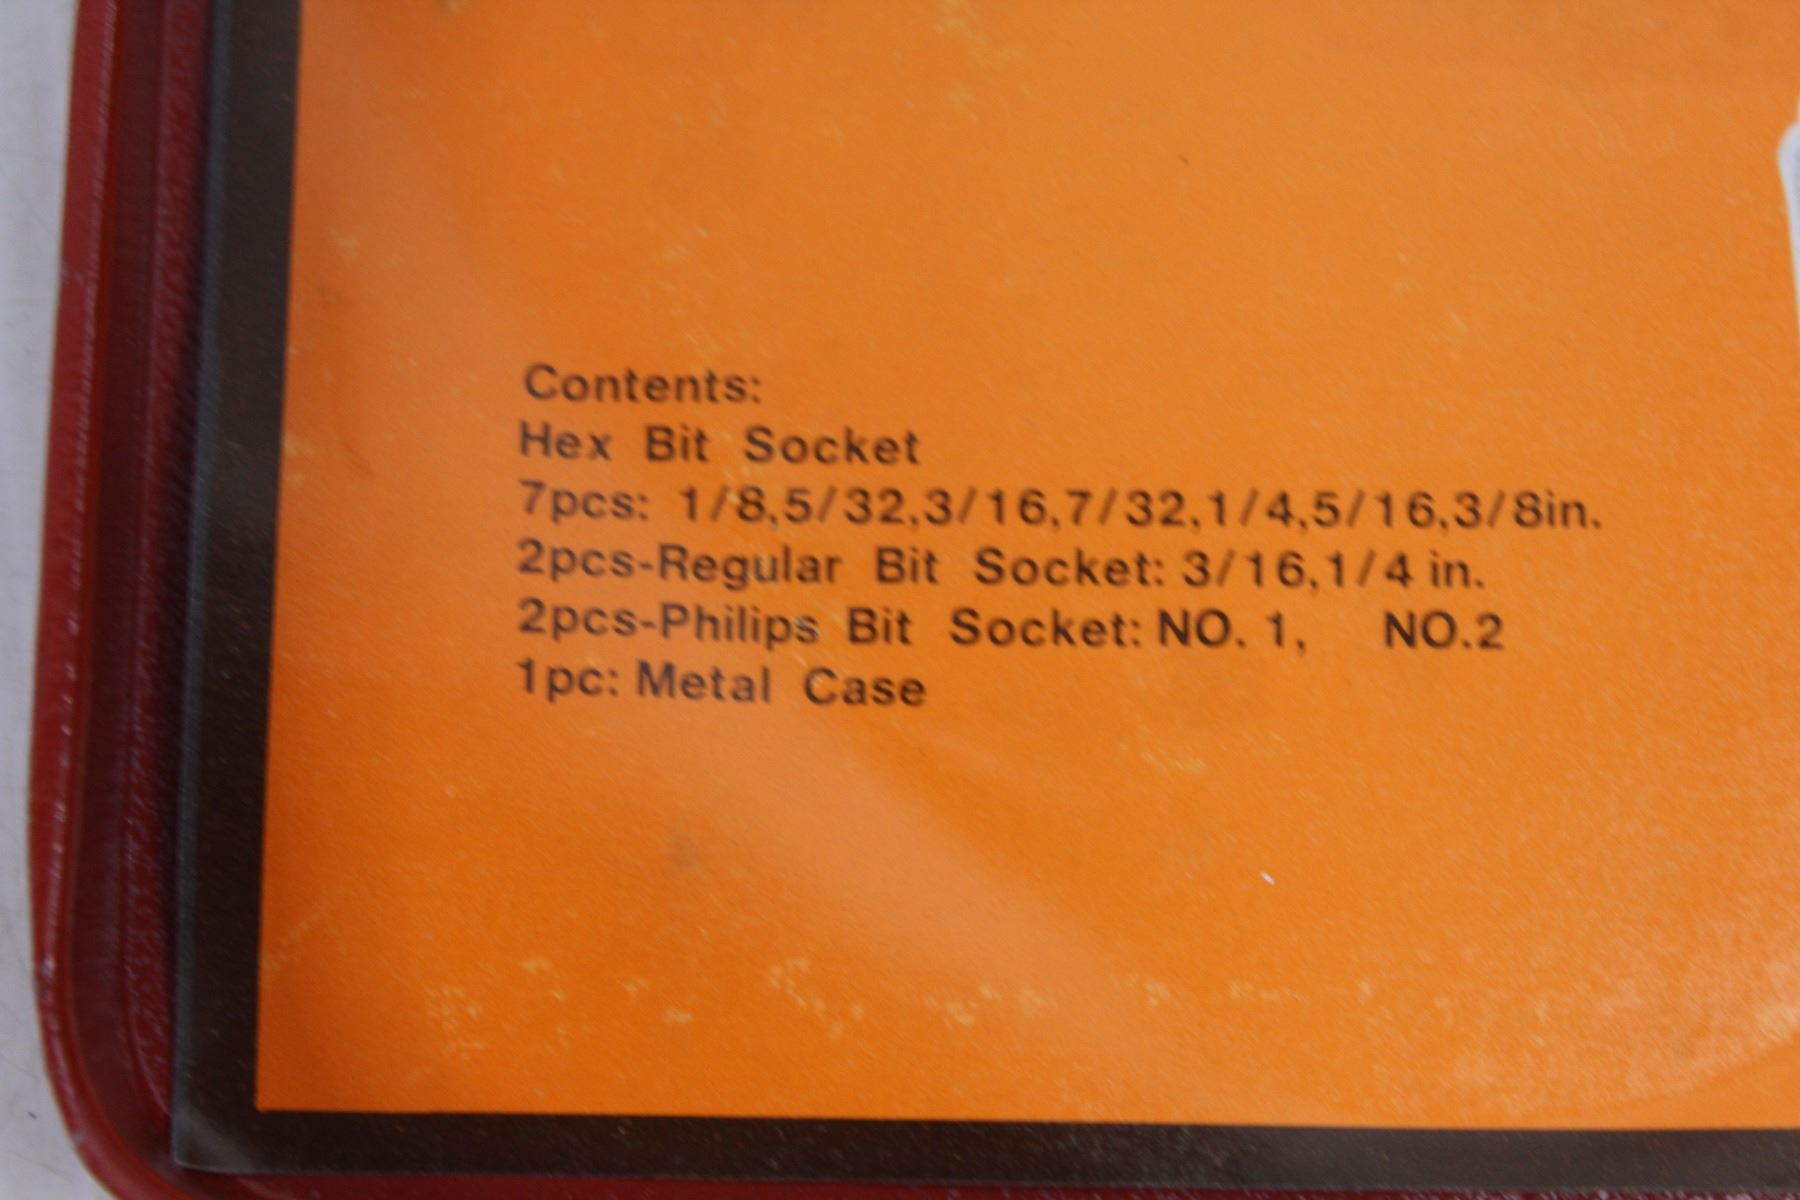 Contents:
Hex Bit Socket
7pcs: 1/8,5/32,3/16,7/32,1/4,5/16,3/8in.
2pcs-Regular Bit Socket: 3/16,1/4 in.
2pcs-Philips Bit Socket: NO. 1, NO.2
1pc: Metal Case